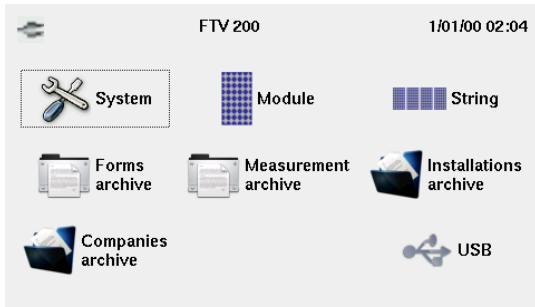 FTV 200
1/01/00 02:04
System
Module
String
Forms
archive
Measurement
archive
Installations
archive
Companies
archive
USB